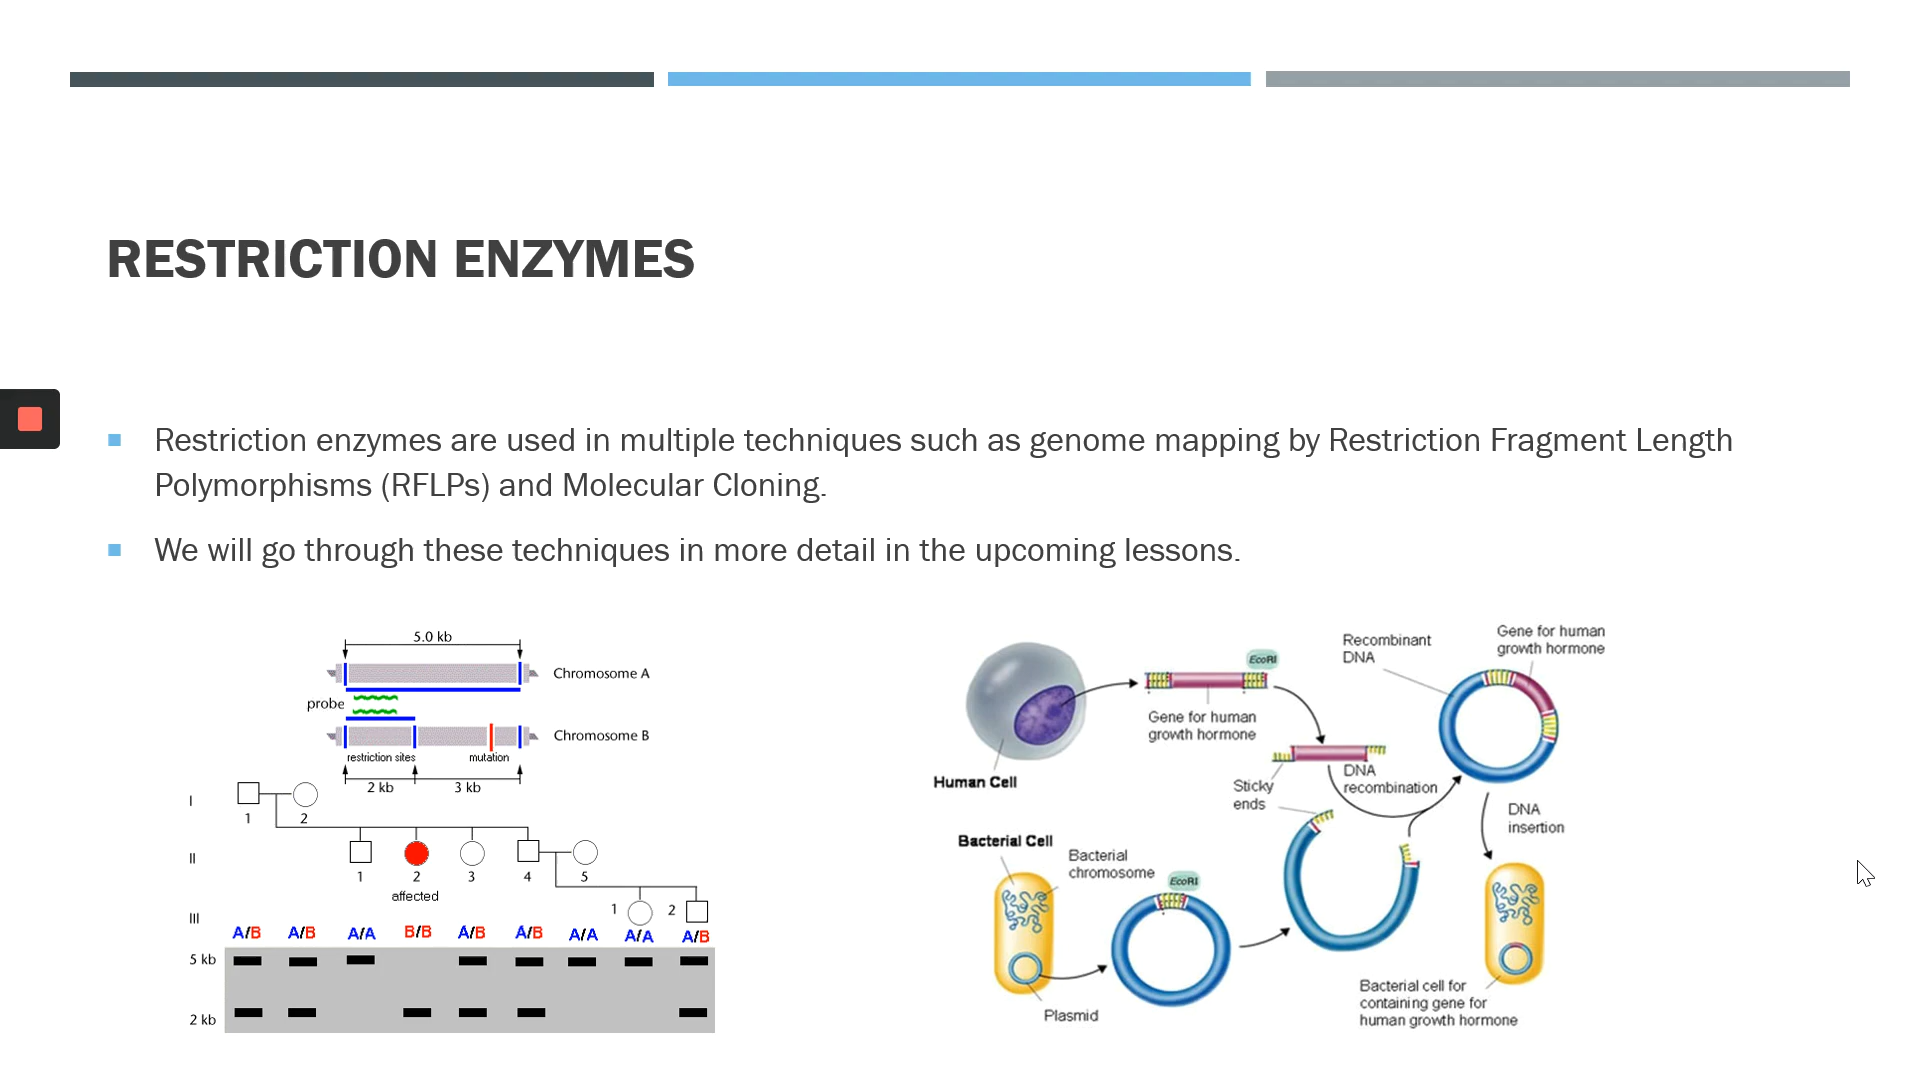 RESTRICTION ENZYMES
Restriction enzymes are used in multiple techniques such as genome mapping by Restriction Fragment Length
Polymorphisms (RFLPs) and Molecular Cloning.
We will go through these techniques in more detail in the upcoming lessons.
5.0 kb
Chromosome A
probe
Chromosome B
restriction sites
mutation
2 kb
3 kb
I
1
2
II
1
2
3
4
5
affected
III
1
2
A/B
A/B
A/A
B/B
A/B
A/B
A/A
A/A
A/B
5 kb
2 kb
Human Cell
EcoRI
Gene for human
growth hormone
Sticky
ends
DNA
recombination
Recombinant
DNA
Gene for human
growth hormone
DNA
insertion
Bacterial Cell
Bacterial
chromosome
EcoRI
Plasmid
Bacterial cell for
containing gene for
human growth hormone